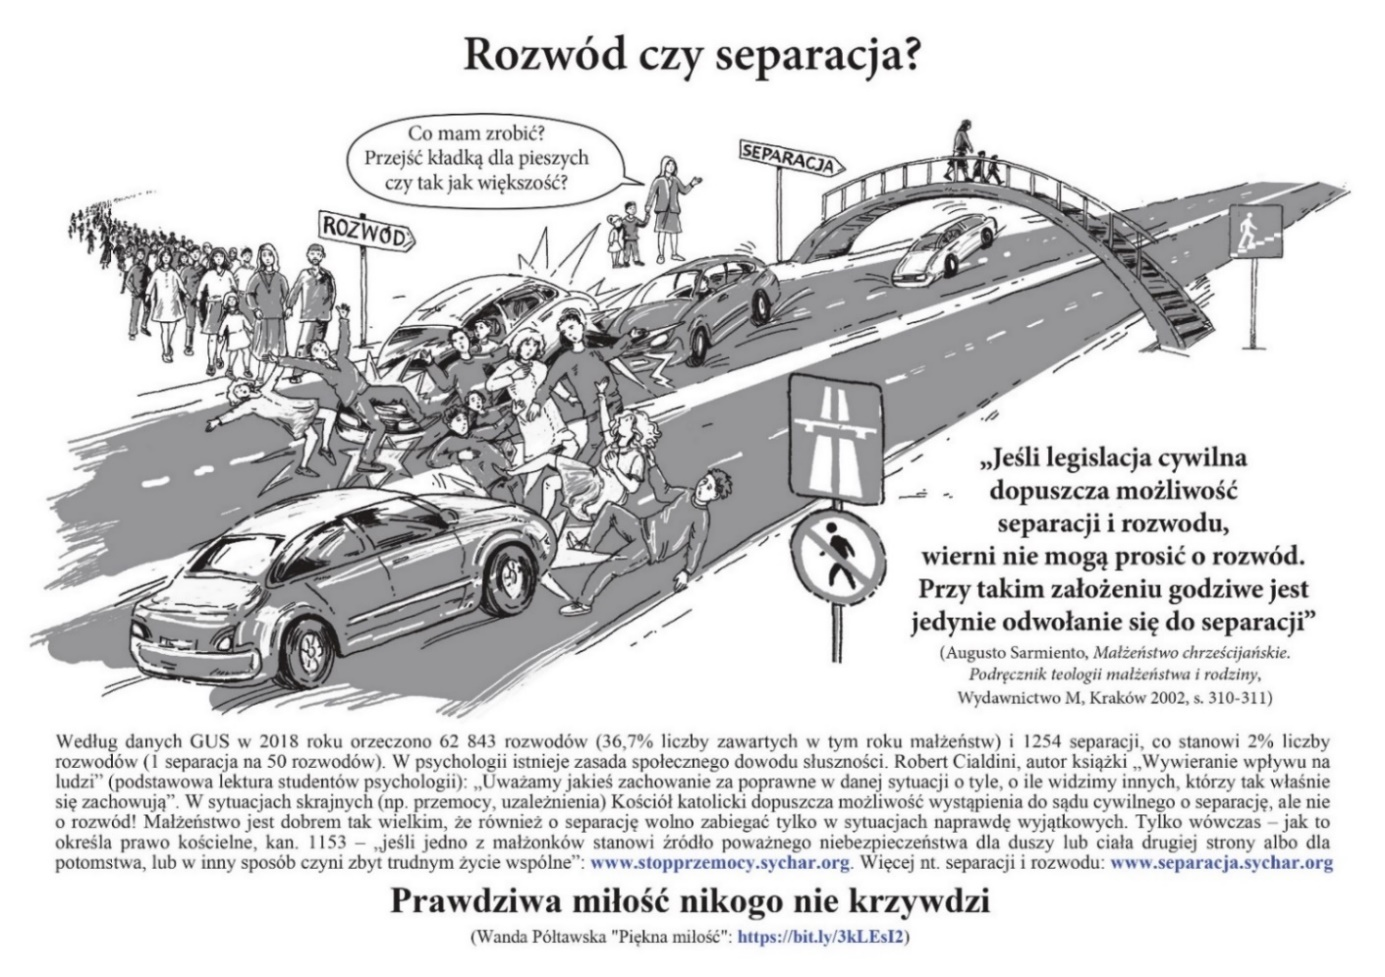 Rozwód czy separacja?
Co mam zrobić?
Przejść kładką dla pieszych
czy tak jak większość?
ROZWÓD
SEPARACJA
„Jeśli legislacja cywilna
dopuszcza możliwość
separacji i rozwodu,
wierni nie mogą prosić o rozwód.
Przy takim założeniu godziwe jest
jedynie odwołanie się do separacji”
(Augusto Sarmiento, Małżeństwo chrześcijańskie.
Podręcznik teologii małżeństwa i rodziny,
Wydawnictwo M, Kraków 2002, s. 310-311)
Według danych GUS w 2018 roku orzeczono 62 843 rozwodów (36,7% liczby zawartych w tym roku małżeństw) i 1254 separacji, co stanowi 2% liczby
rozwodów (1 separacja na 50 rozwodów). W psychologii istnieje zasada społecznego dowodu słuszności. Robert Cialdini, autor książki „Wywieranie wpływu na
ludzi” (podstawowa lektura studentów psychologii): „Uważamy jakieś zachowanie za poprawne w danej sytuacji o tyle, o ile widzimy innych, którzy tak właśnie
się zachowują”. W sytuacjach skrajnych (np. przemocy, uzależnienia) Kościół katolicki dopuszcza możliwość wystąpienia do sądu cywilnego o separację, ale nie
o rozwód! Małżeństwo jest dobrem tak wielkim, że również o separację wolno zabiegać tylko w sytuacjach naprawdę wyjątkowych. Tylko wówczas – jak to
określa prawo kościelne, kan. 1153 – „jeśli jedno z małżonków stanowi źródło poważnego niebezpieczeństwa dla duszy lub ciała drugiej strony albo dla
potomstwa, lub w inny sposób czyni zbyt trudnym życie wspólne”: www.stopprzemocy.sychar.org. Więcej nt. separacji i rozwodu: www.separacja.sychar.org
Prawdziwa miłość nikogo nie krzywdzi
(Wanda Półtawska "Piękna miłość": https://bit.ly/3kLEsI2)